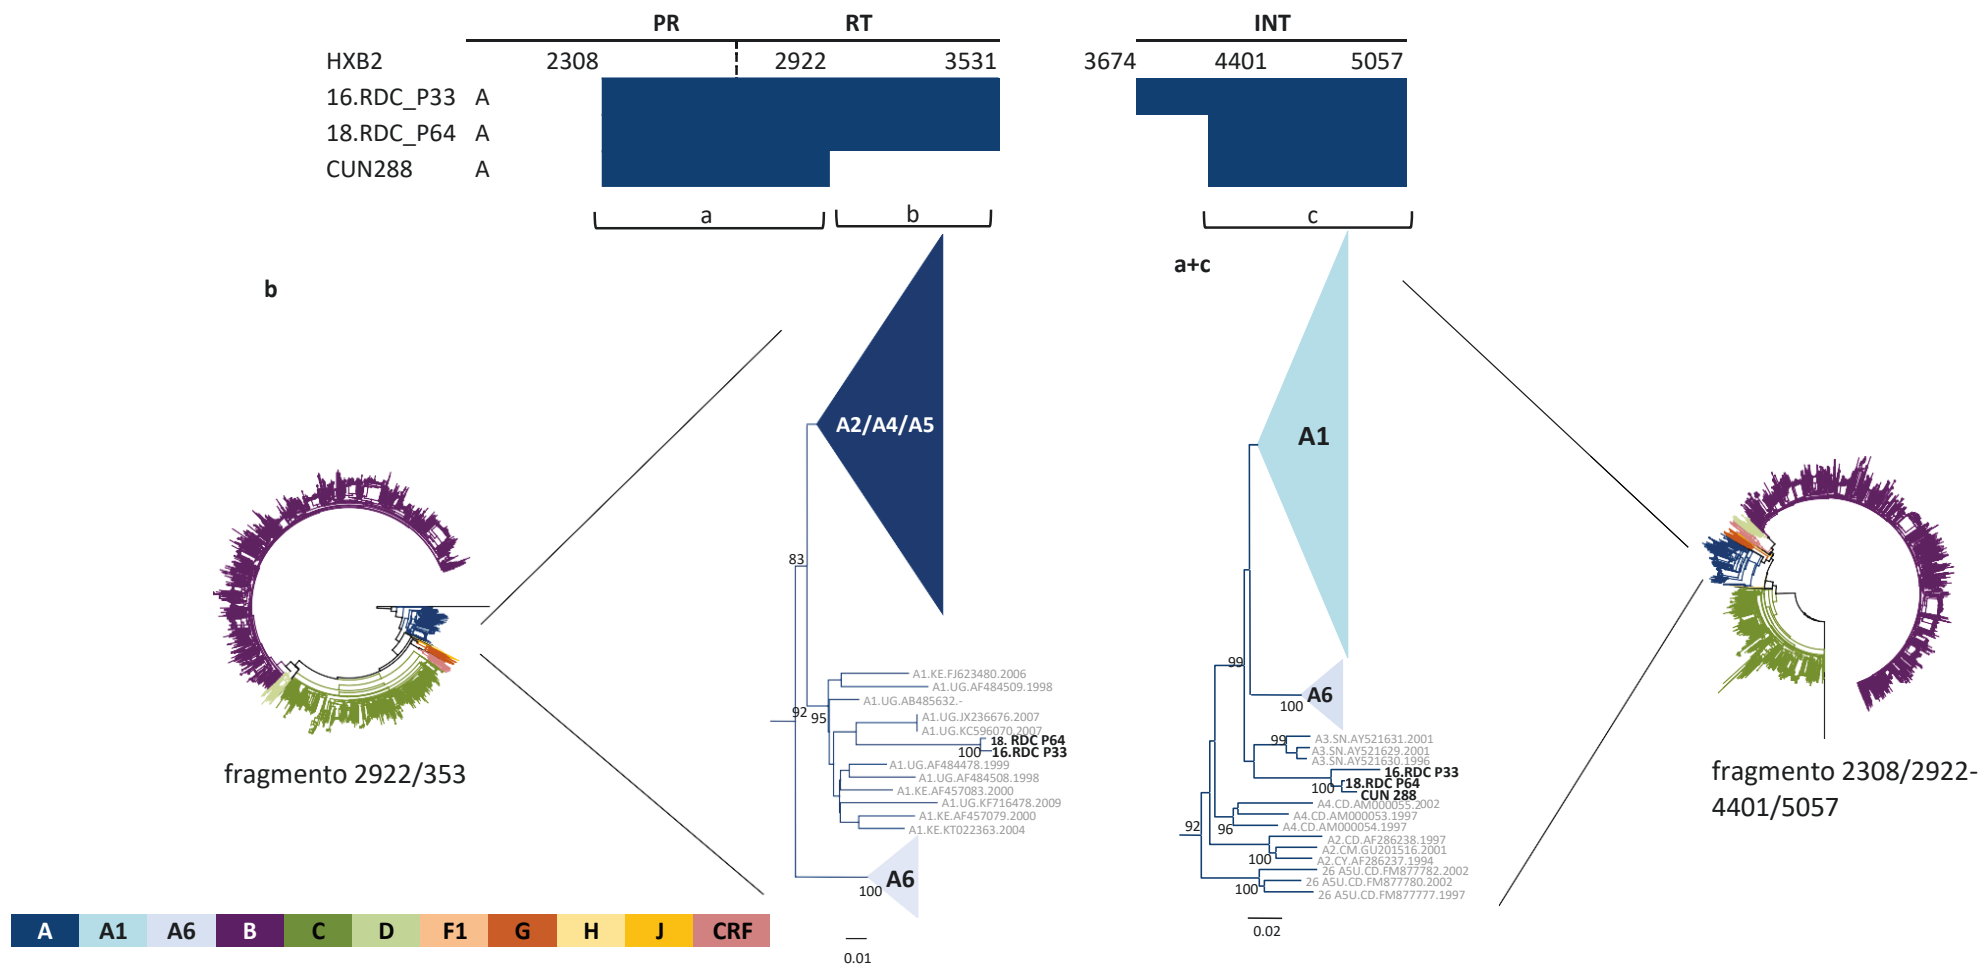 PR RT INT
HXB2 2308 2922 3531 3674 4401 5057
16.RDC_P33 A
18.RDC_P64 A
CUN288 A
a b c
b
a+c
A2/A4/A5
83
92
95
A1.KE.FJ623480.2006
A1.UG.AF484509.1998
A1.UG.AB485632.-
A1.UG.JX236676.2007
A1.UG.KC596070.2007
18. RDC P64
100
16.RDC P33
A1.UG.AF484478.1999
A1.UG.AF484508.1998
A1.KE.AF457083.2000
A1.UG.KF716478.2009
A1.KE.AF457079.2000
A1.KE.KT022363.2004
A6
100
0.01
fragmento 2922/353
A1
99
A6
100
99
A3.SN.AY521631.2001
A3.SN.AY521629.2001
A3.SN.AY521630.1996
16.RDC P33
18.RDC P64
100
CUN 288
A4.CD.AM000055.2002
A4.CD.AM000053.1997
92
96
A4.CD.AM000054.1997
A2.CD.AF286238.1997
A2.CM.GU201516.2001
100
A2.CY.AF286237.1994
26 A5U.CD.FM877782.2002
26 A5U.CD.FM877780.2002
100
26 A5U.CD.FM877777.1997
0.02
fragmento 2308/2922-
4401/5057
A A1 A6 B C D F1 G H J CRF